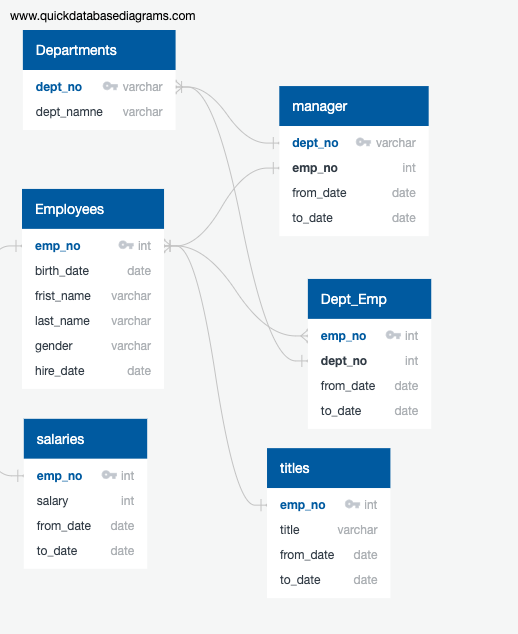 www.quickdatabasediagrams.com
Departments
dept_no varchar
dept_namne varchar
manager
dept_no varchar
emp_no int
from_date date
to_date date
Employees
emp_no int
birth_date date
frist_name varchar
last_name varchar
gender varchar
hire_date date
Dept_Emp
emp_no int
dept_no int
from_date date
to_date date
salaries
emp_no int
salary int
from_date date
to_date date
titles
emp_no int
title varchar
from_date date
to_date date